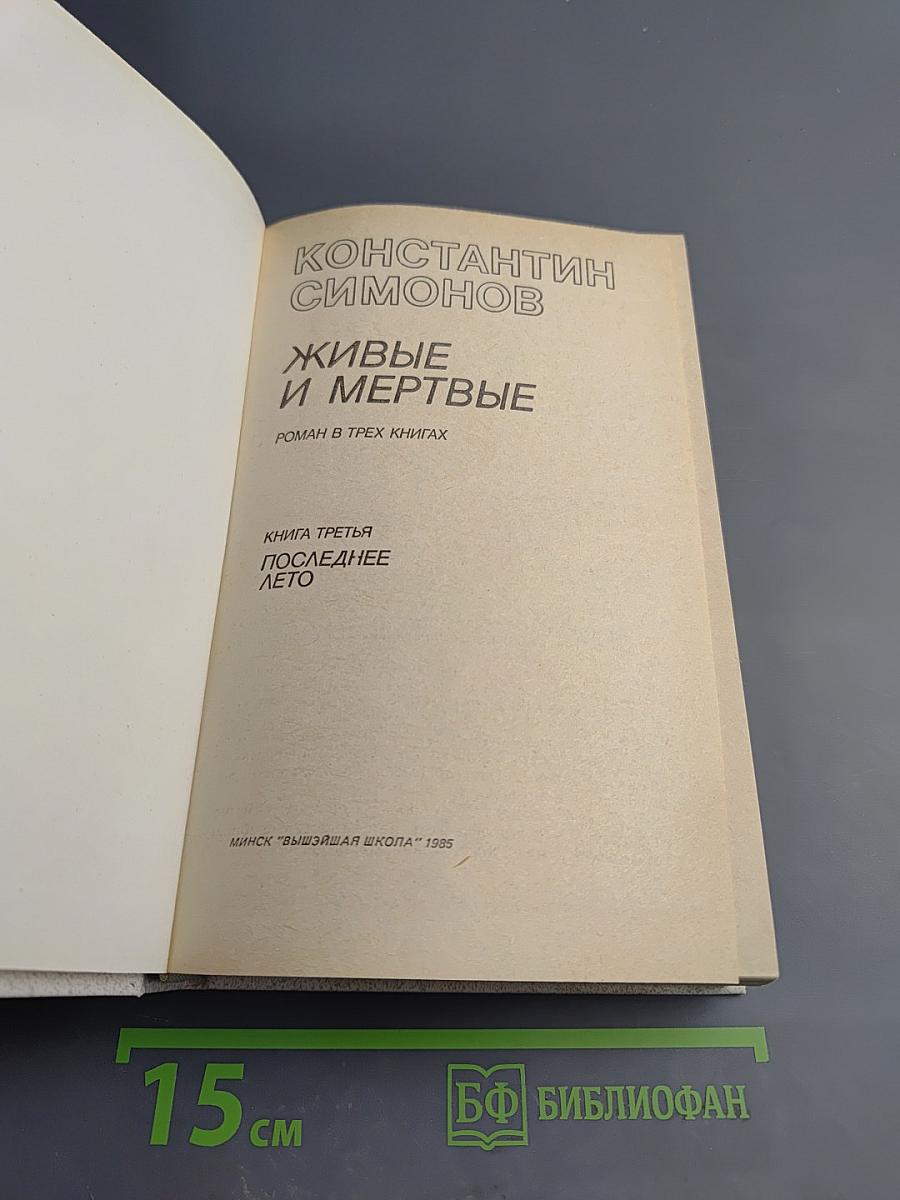 КОНСТАНТИН
СИМОНОВ
ЖИВЫЕ
И МЕРТВЫЕ
РОМАН В ТРЕХ КНИГАХ
КНИГА ТРЕТЬЯ
ПОСЛЕДНЕЕ
ЛЕТО
МИНСК "ВЫШЭЙШАЯ ШКОЛА" 1985
15 см
БФ БИБЛИОФАН